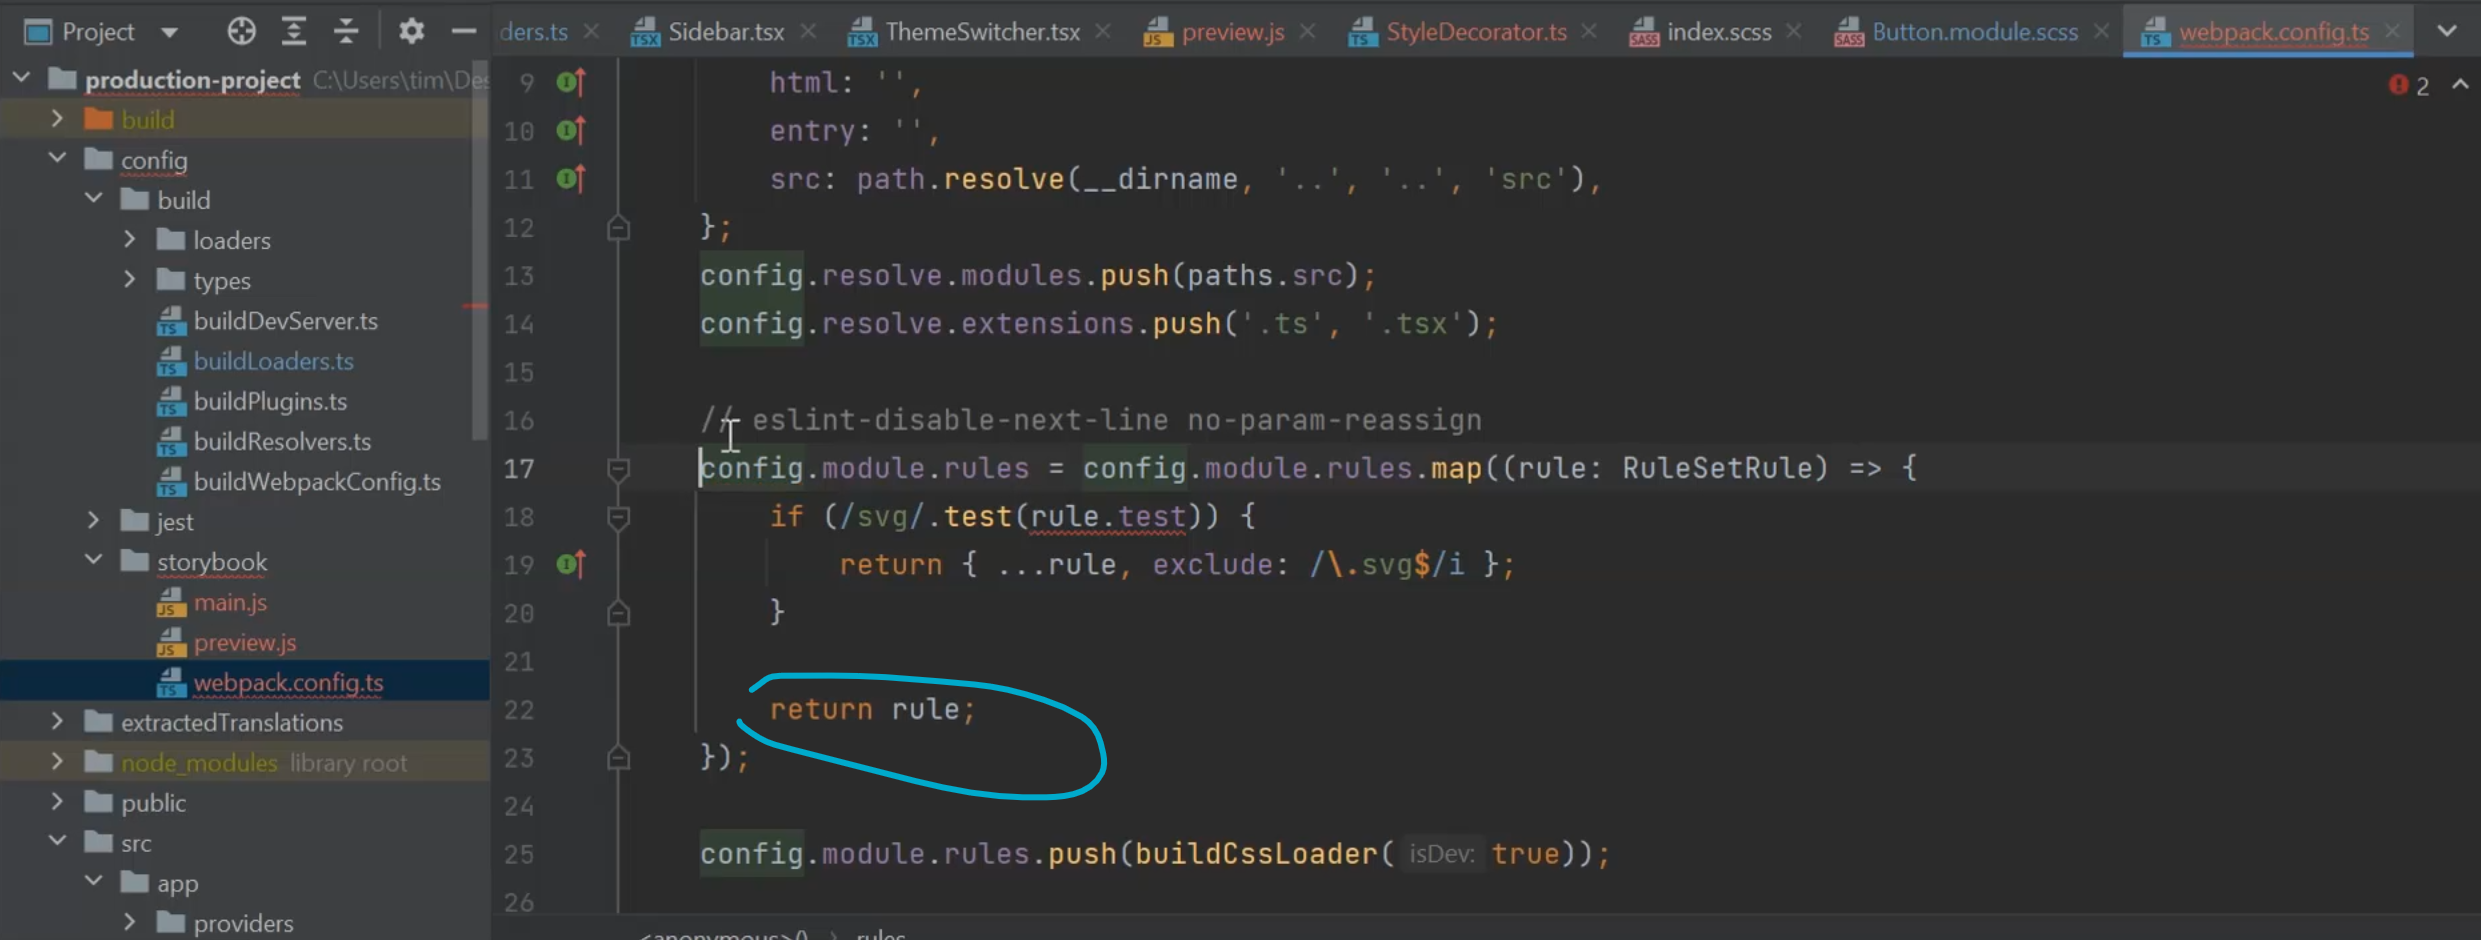 Project
ders.ts
Sidebar.tsx
ThemeSwitcher.tsx
preview.js
StyleDecorator.ts
index.scss
Button.module.scss
webpack.config.ts
production-project C:\Users\tim\Des
build
config
build
loaders
types
buildDevServer.ts
buildLoaders.ts
buildPlugins.ts
buildResolvers.ts
buildWebpackConfig.ts
jest
storybook
main.js
preview.js
webpack.config.ts
extractedTranslations
node_modules library root
public
src
app
providers
2
9 html: '',
10 entry: '',
11 src: path.resolve(__dirname, '..', '..', 'src'),
12 };
13 config.resolve.modules.push(paths.src);
14 config.resolve.extensions.push('.ts', '.tsx');
15
16 // eslint-disable-next-line no-param-reassign
17 config.module.rules = config.module.rules.map((rule: RuleSetRule) => {
18 if (/svg/.test(rule.test)) {
19 return { ...rule, exclude: /\.svg$/i };
20 }
21
22 return rule;
23 });
24
25 config.module.rules.push(buildCssLoader( isDev: true));
26
<anonymous>() › rules